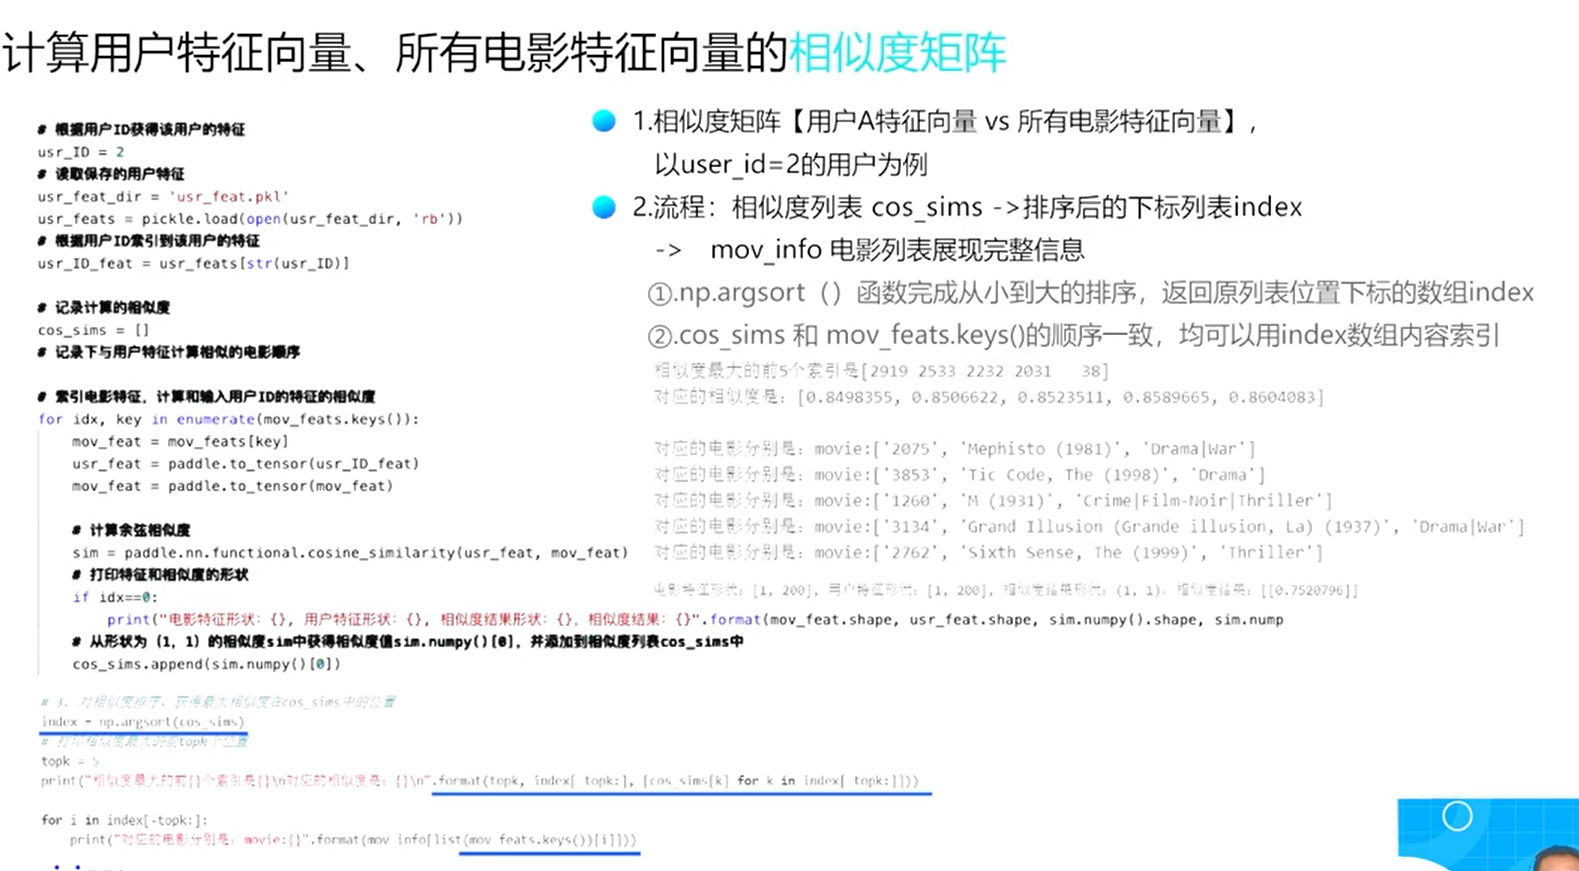 计算用户特征向量、所有电影特征向量的相似度矩阵
# 根据用户ID获得该用户的特征
usr_ID = 2
# 读取保存的用户特征
usr_feat_dir = 'usr_feat.pkl'
usr_feats = pickle.load(open(usr_feat_dir, 'rb'))
# 根据用户ID索引到该用户的特征
usr_ID_feat = usr_feats[str(usr_ID)]
# 记录计算的相似度
cos_sims = []
# 记录下与用户特征计算相似的电影顺序
# 索引电影特征，计算和输入用户ID的特征的相似度
for idx, key in enumerate(mov_feats.keys()):
mov_feat = mov_feats[key]
usr_feat = paddle.to_tensor(usr_ID_feat)
mov_feat = paddle.to_tensor(mov_feat)
# 计算余弦相似度
sim = paddle.nn.functional.cosine_similarity(usr_feat, mov_feat)
# 打印特征和相似度的形状
if idx==0:
print("电影特征形状：{}, 用户特征形状：{}, 相似度结果形状：{}, 相似度结果：{}".format(mov_feat.shape, usr_feat.shape, sim.numpy().shape, sim.nump
# 从形状为（1，1）的相似度sim中获得相似度值sim.numpy()[0]，并添加到相似度列表cos_sims中
cos_sims.append(sim.numpy()[0])
# 3. 对相似度排序，获得最大相似度在cos_sims中的位置
index = np.argsort(cos_sims)
# 打印相似度最大的前topk个位置
topk = 5
print("相似度最大的前{}个索引是{}\n对应的相似度是：{}\n".format(topk, index[-topk:], [cos_sims[k] for k in index[-topk:]]))
for i in index[-topk:]:
print("对应的电影分别是：movie:{}".format(mov_info[list(mov_feats.keys())[i]]))
1.相似度矩阵【用户A特征向量 vs 所有电影特征向量】,
以user_id=2的用户为例
2.流程：相似度列表 cos_sims ->排序后的下标列表index
-> mov_info 电影列表展现完整信息
①.np.argsort（）函数完成从小到大的排序，返回原列表位置下标的数组index
②.cos_sims 和 mov_feats.keys()的顺序一致，均可以用index数组内容索引
相似度最大的前5个索引是[2919 2533 2232 2031 38]
对应的相似度是：[0.8498355, 0.8506622, 0.8523511, 0.8589665, 0.8604083]
对应的电影分别是：movie:['2075', 'Mephisto (1981)', 'Drama|War']
对应的电影分别是：movie:['3853', 'Tic Code, The (1998)', 'Drama']
对应的电影分别是：movie:['1260', 'M (1931)', 'Crime|Film-Noir|Thriller']
对应的电影分别是：movie:['3134', 'Grand Illusion (Grande illusion, La) (1937)', 'Drama|War']
对应的电影分别是：movie:['2762', 'Sixth Sense, The (1999)', 'Thriller']
电影特征形状：[1, 200], 用户特征形状：[1, 200], 相似度结果形状：(1, 1), 相似度结果：[[0.7520796]]